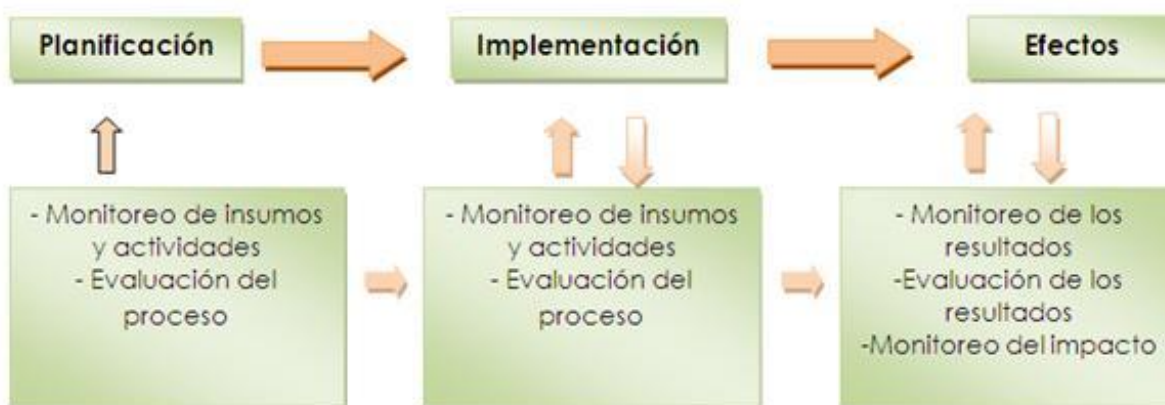 Planificación
Implementación
Efectos
- Monitoreo de insumos
y actividades
- Evaluación del
proceso
- Monitoreo de insumos
y actividades
- Evaluación del
proceso
- Monitoreo de los
resultados
-Evaluación de los
resultados
-Monitoreo del impacto